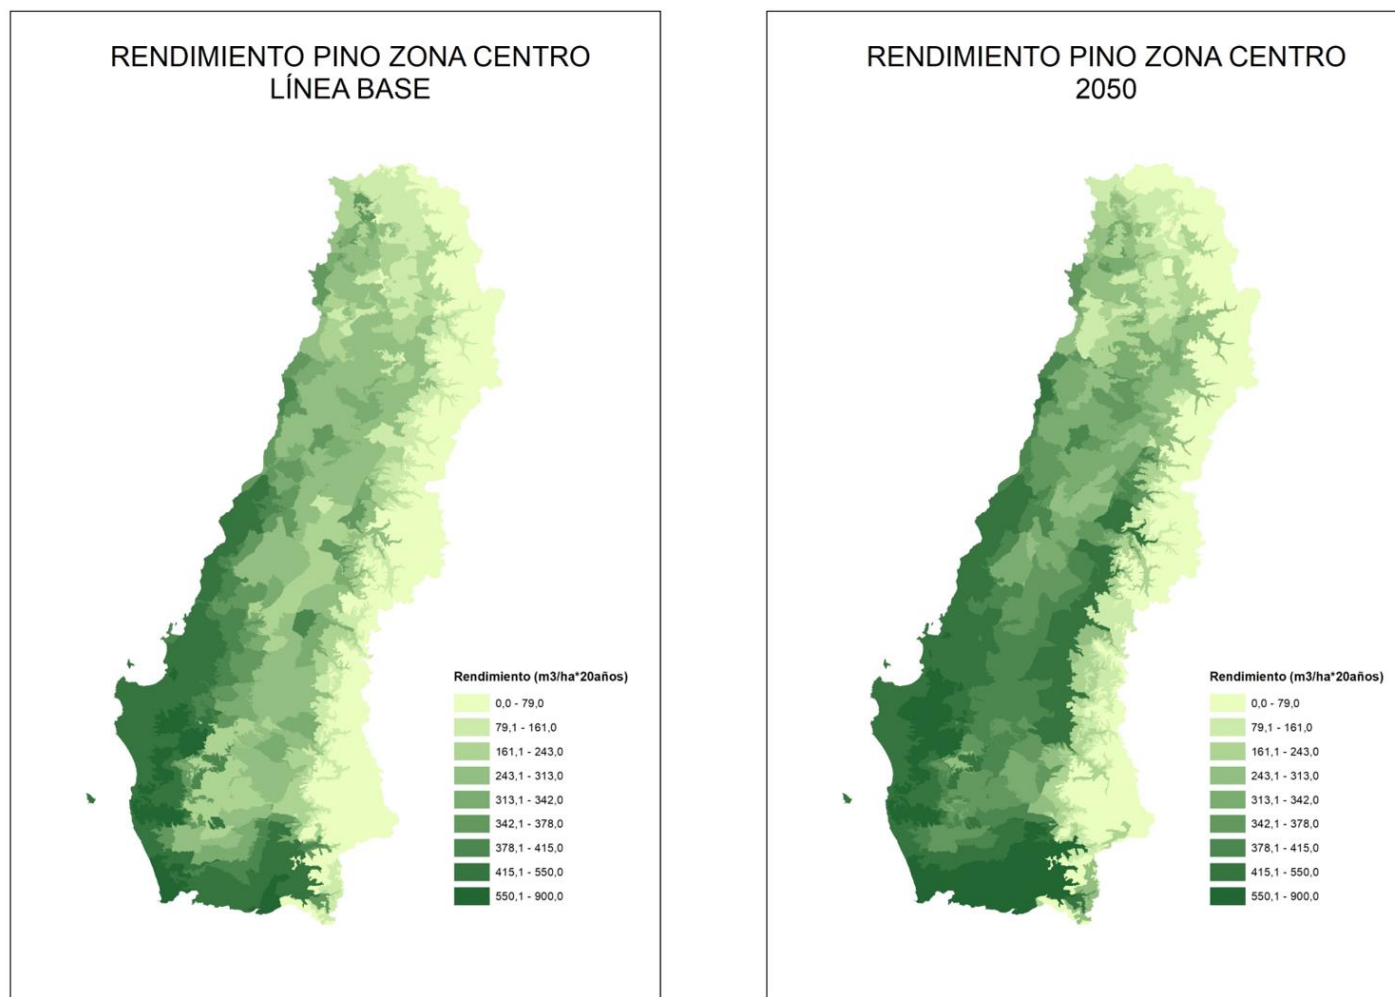 RENDIMIENTO PINO ZONA CENTRO
LÍNEA BASE
Rendimiento (m3/ha*20años)
0,0 - 79,0
79,1 - 161,0
161,1 - 243,0
243,1 - 313,0
313,1 - 342,0
342,1 - 378,0
378,1 - 415,0
415,1 - 550,0
550,1 - 900,0
RENDIMIENTO PINO ZONA CENTRO
2050
Rendimiento (m3/ha*20años)
0,0 - 79,0
79,1 - 161,0
161,1 - 243,0
243,1 - 313,0
313,1 - 342,0
342,1 - 378,0
378,1 - 415,0
415,1 - 550,0
550,1 - 900,0